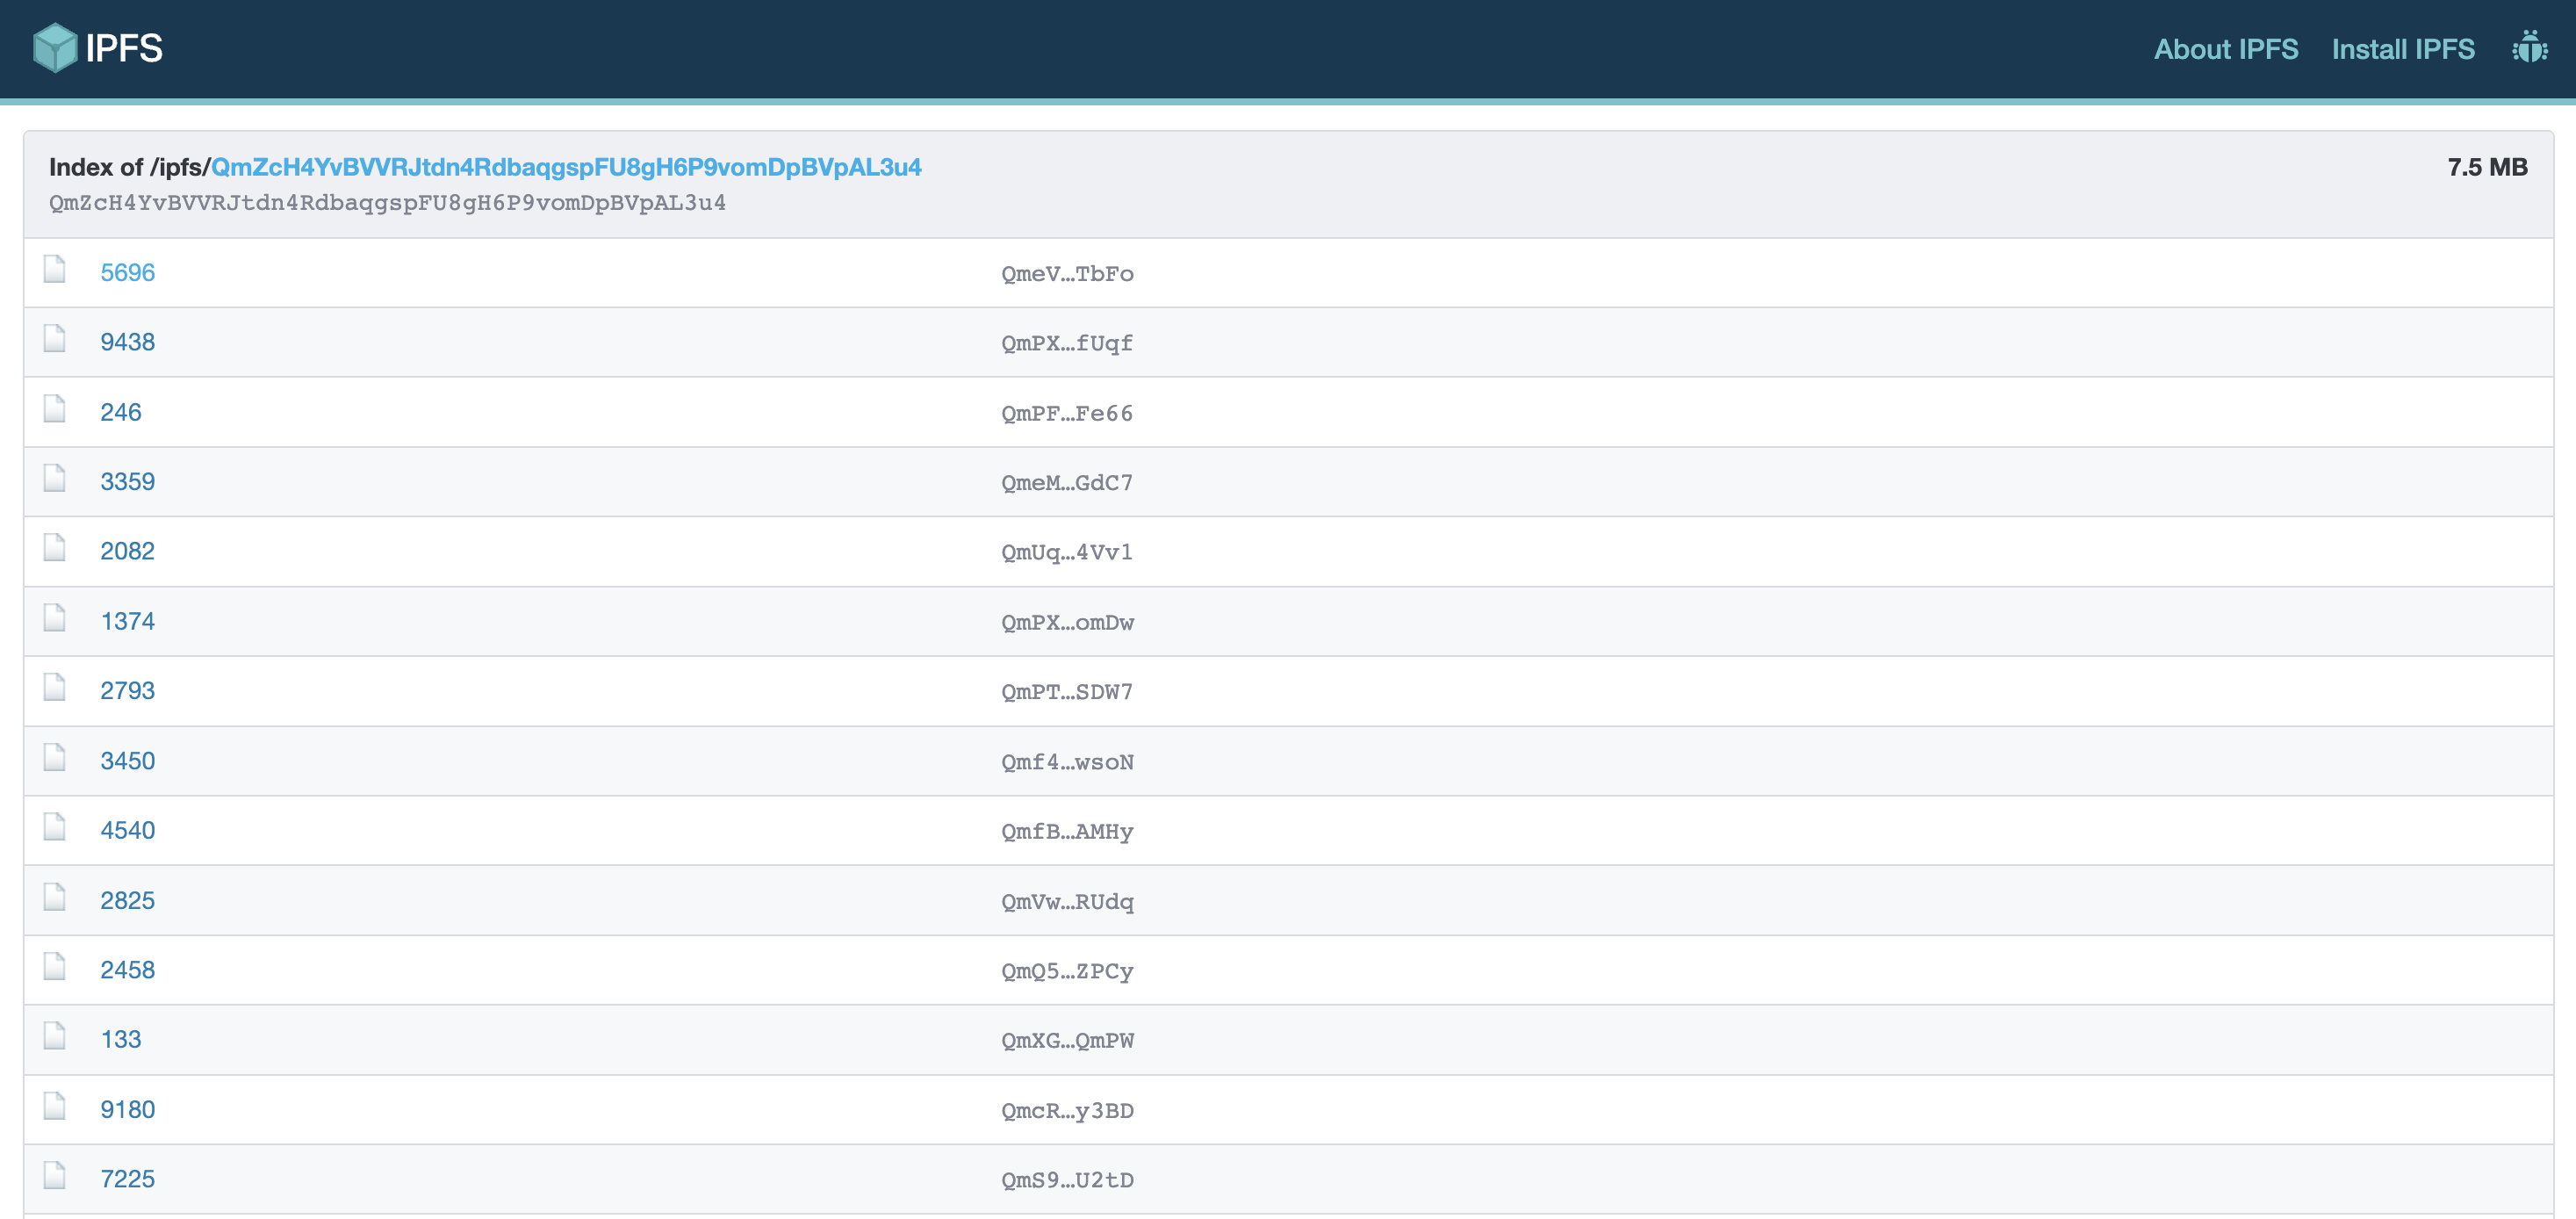 IPFS
About IPFS Install IPFS
Index of /ipfs/QmZcH4YvBVVRJtdn4RdbaqgspFU8gH6P9vomDpBVpAL3u4 7.5 MB
QmZcH4YvBVVRJtdn4RdbaqgspFU8gH6P9vomDpBVpAL3u4
5696 QmeV…TbFo
9438 QmPX…fUqf
246 QmPF…Fe66
3359 QmeM…GdC7
2082 QmUq…4Vv1
1374 QmPX…omDw
2793 QmPT…SDW7
3450 Qmf4…wsoN
4540 QmfB…AMHy
2825 QmVw…RUdq
2458 QmQ5…ZPCy
133 QmXG…QmPW
9180 QmcR…y3BD
7225 QmS9…U2tD